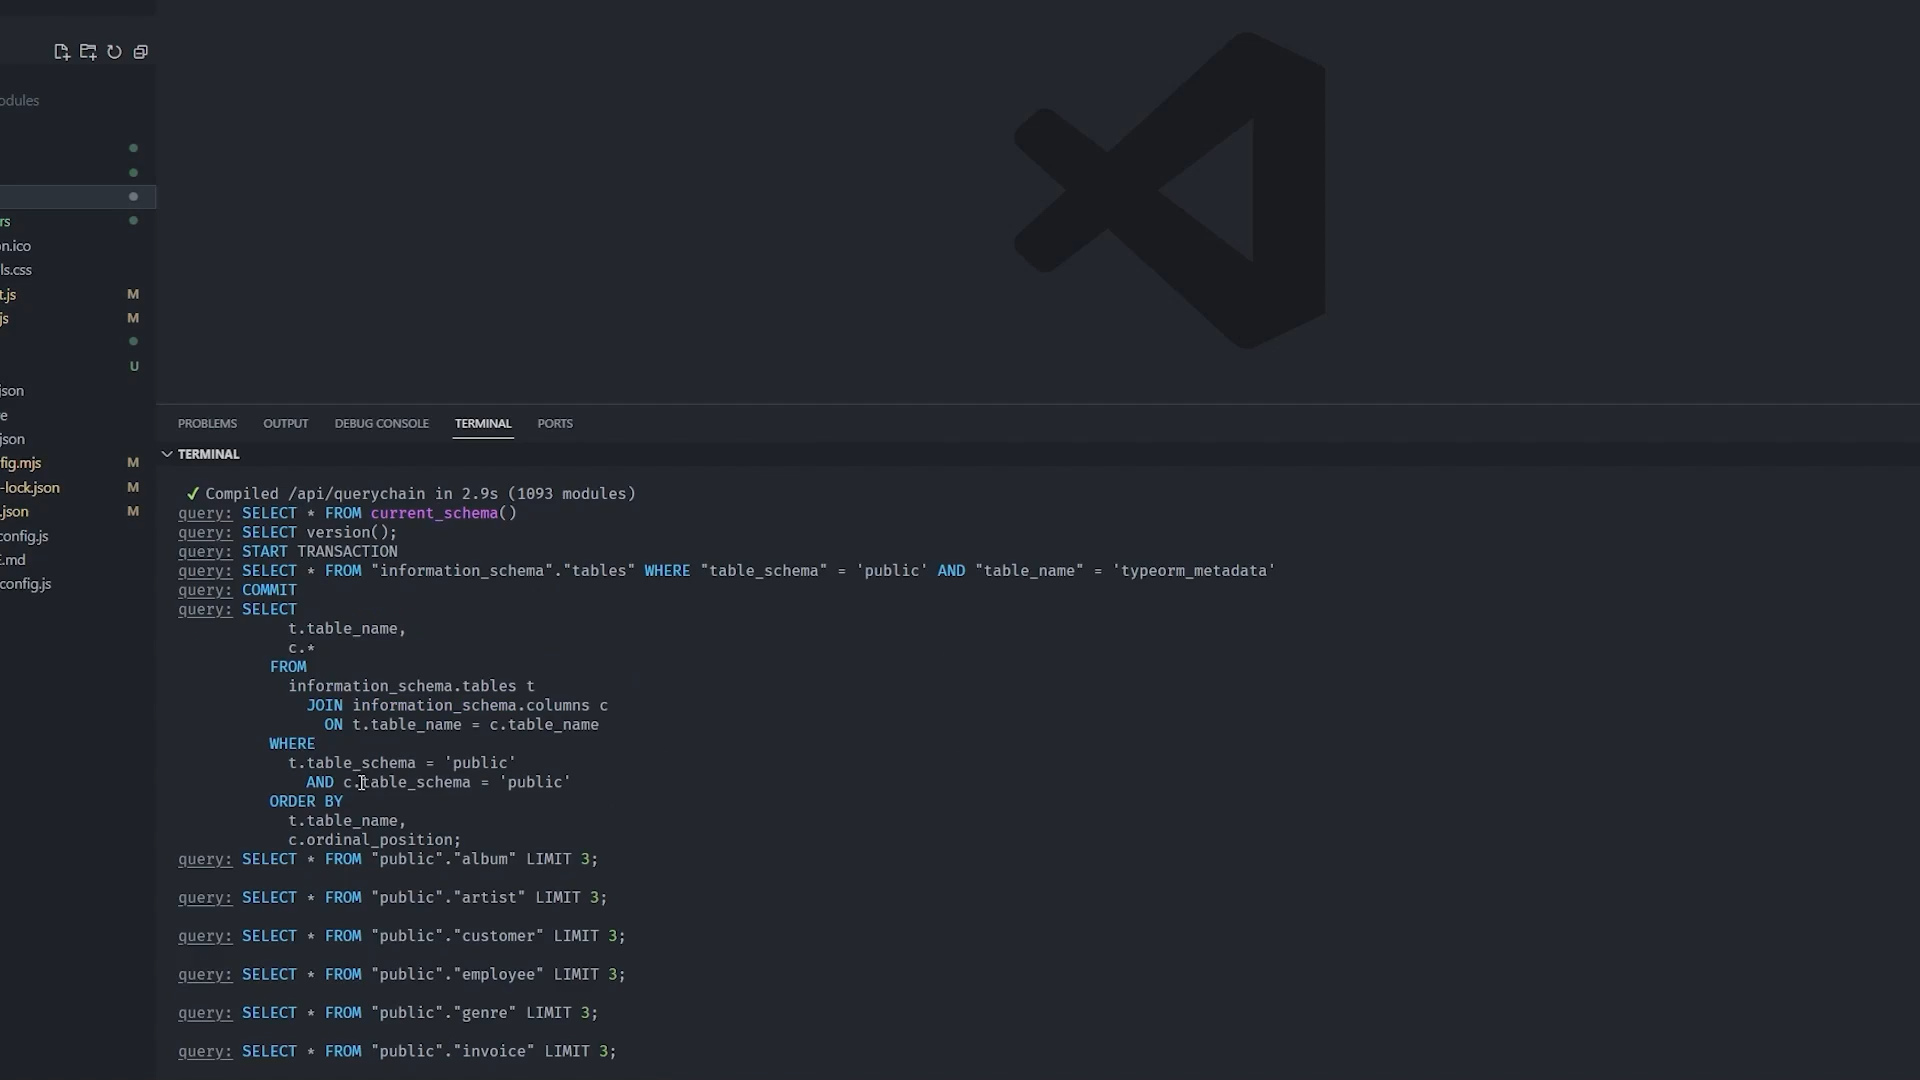 odules
rs
n.ico
ls.css
t.js M
js M
U
json
e
json
fig.mjs M
-lock.json M
.json M
config.js
E.md
config.js
PROBLEMS OUTPUT DEBUG CONSOLE TERMINAL PORTS
TERMINAL
✓ Compiled /api/querychain in 2.9s (1093 modules)
query: SELECT * FROM current_schema()
query: SELECT version();
query: START TRANSACTION
query: SELECT * FROM "information_schema"."tables" WHERE "table_schema" = 'public' AND "table_name" = 'typeorm_metadata'
query: COMMIT
query: SELECT
t.table_name,
c.*
FROM
information_schema.tables t
JOIN information_schema.columns c
ON t.table_name = c.table_name
WHERE
t.table_schema = 'public'
AND c.table_schema = 'public'
ORDER BY
t.table_name,
c.ordinal_position;
query: SELECT * FROM "public"."album" LIMIT 3;
query: SELECT * FROM "public"."artist" LIMIT 3;
query: SELECT * FROM "public"."customer" LIMIT 3;
query: SELECT * FROM "public"."employee" LIMIT 3;
query: SELECT * FROM "public"."genre" LIMIT 3;
query: SELECT * FROM "public"."invoice" LIMIT 3;